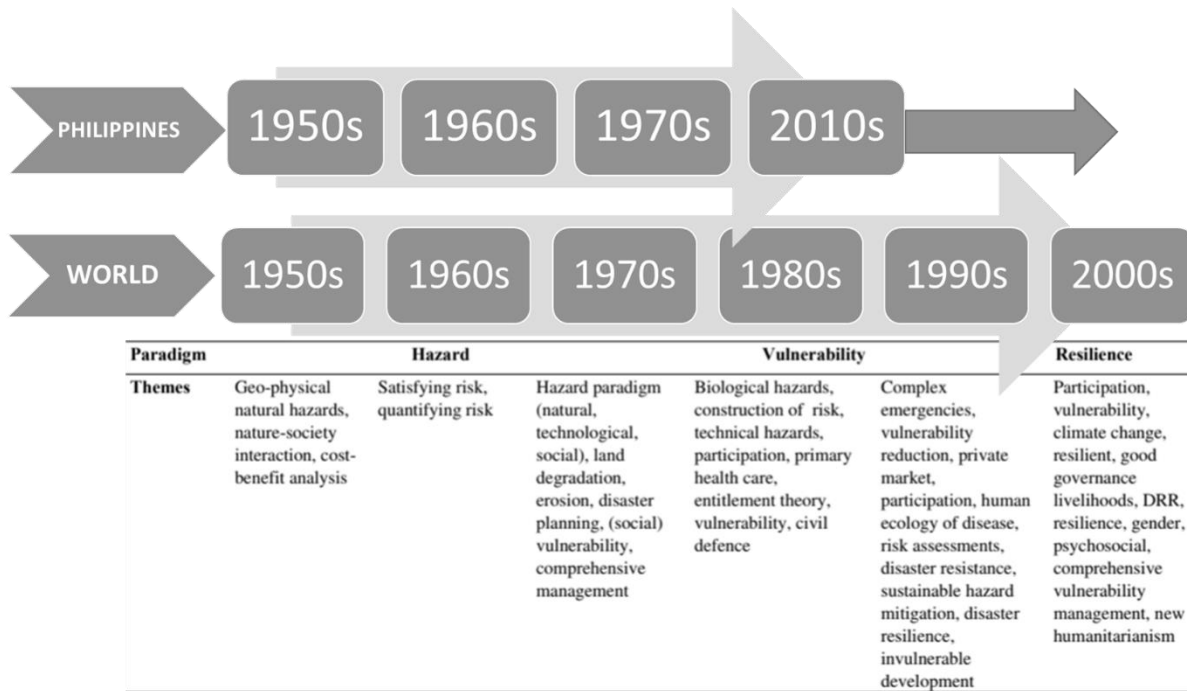 PHILIPPINES 1950s 1960s 1970s 2010s
WORLD 1950s 1960s 1970s 1980s 1990s 2000s
Paradigm Hazard Vulnerability Resilience
Themes
Geo-physical
natural hazards,
nature-society
interaction, cost-
benefit analysis
Satisfying risk,
quantifying risk
Hazard paradigm
(natural,
technological,
social), land
degradation,
erosion, disaster
planning, (social)
vulnerability,
comprehensive
management
Biological hazards,
construction of risk,
technical hazards,
participation, primary
health care,
entitlement theory,
vulnerability, civil
defence
Complex
emergencies,
vulnerability
reduction, private
market,
participation, human
ecology of disease,
risk assessments,
disaster resistance,
sustainable hazard
mitigation, disaster
resilience,
invulnerable
development
Participation,
vulnerability,
climate change,
resilient, good
governance
livelihoods, DRR,
resilience, gender,
psychosocial,
comprehensive
vulnerability
management, new
humanitarianism